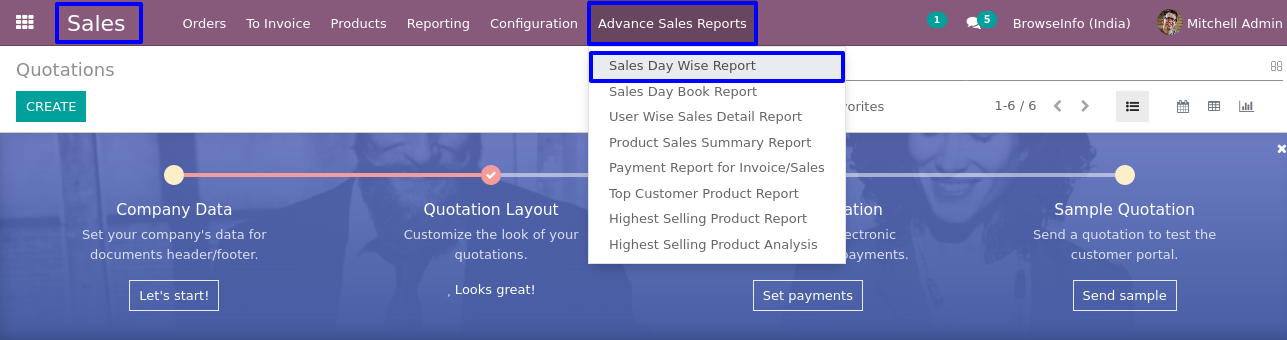 Sales Orders To Invoice Products Reporting Configuration Advance Sales Reports 1 5 BrowseInfo (India) Mitchell Admin
Quotations
Sales Day Wise Report
CREATE
Sales Day Book Report
vorites 1-6 / 6
User Wise Sales Detail Report
Product Sales Summary Report
Payment Report for Invoice/Sales
Top Customer Product Report
Highest Selling Product Report
Highest Selling Product Analysis
Company Data
Set your company's data for
documents header/footer.
Let's start!
Quotation Layout
Customize the look of your
quotations.
, Looks great!
ation
ectronic
payments.
Set payments
Sample Quotation
Send a quotation to test the
customer portal.
Send sample